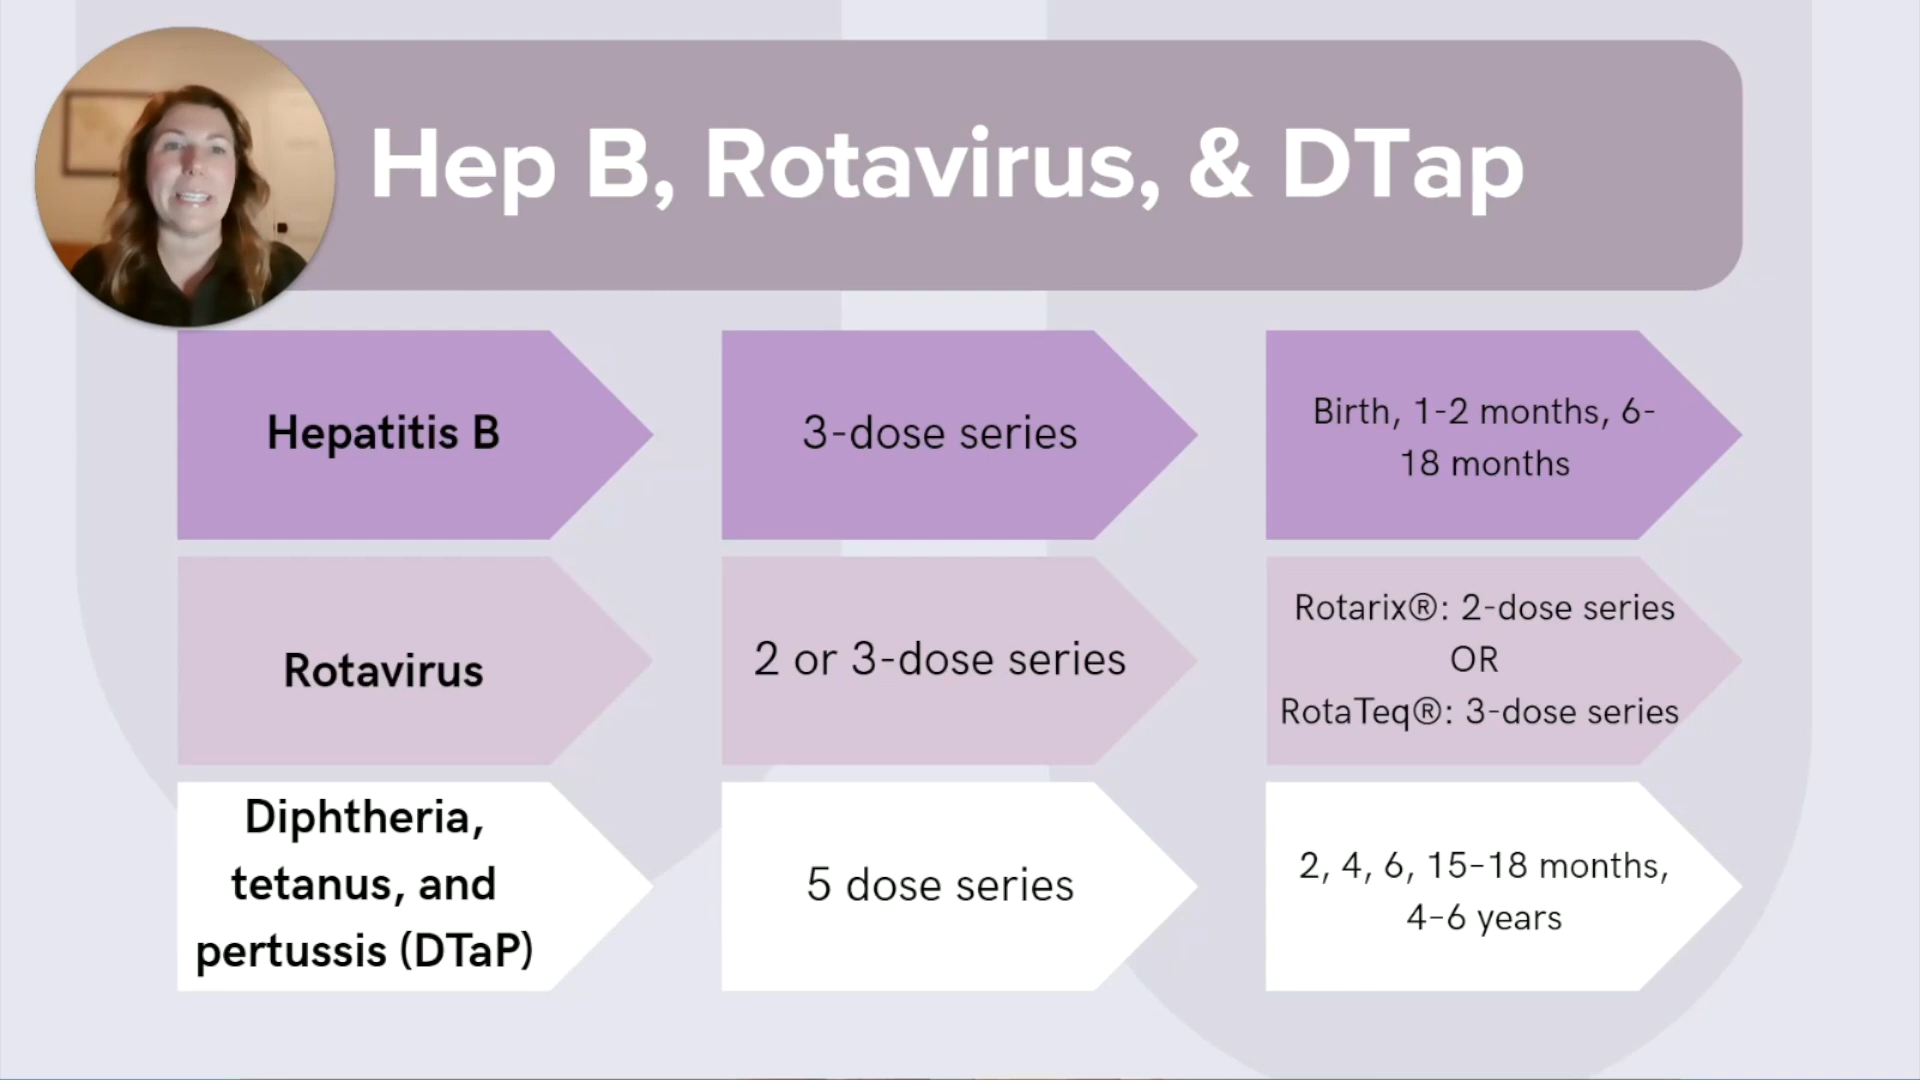 Hep B, Rotavirus, & DTap
Hepatitis B
3-dose series
Birth, 1-2 months, 6-
18 months
Rotavirus
2 or 3-dose series
Rotarix®: 2-dose series
OR
RotaTeq®: 3-dose series
Diphtheria,
tetanus, and
pertussis (DTaP)
5 dose series
2, 4, 6, 15–18 months,
4–6 years